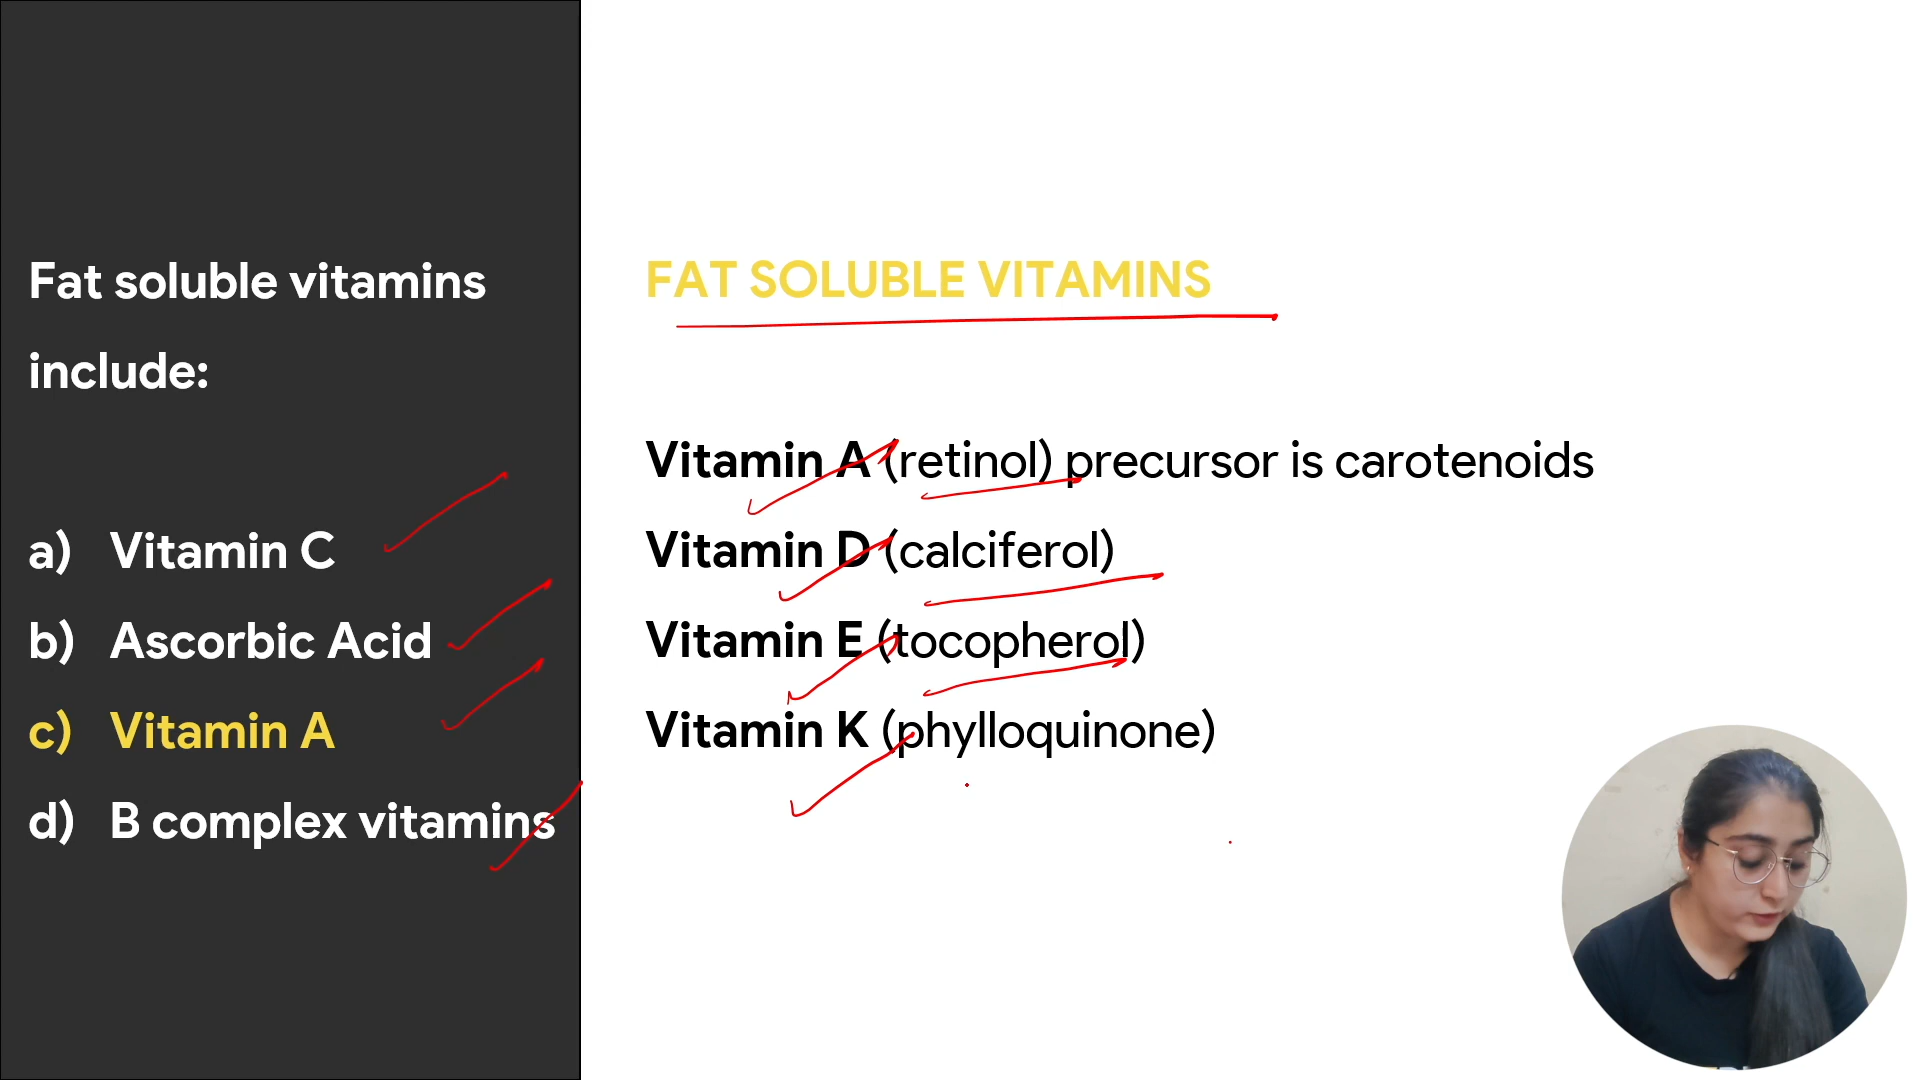 Fat soluble vitamins
include:
a) Vitamin C
b) Ascorbic Acid
c) Vitamin A
d) B complex vitamins
FAT SOLUBLE VITAMINS
Vitamin A (retinol) precursor is carotenoids
Vitamin D (calciferol)
Vitamin E (tocopherol)
Vitamin K (phylloquinone)